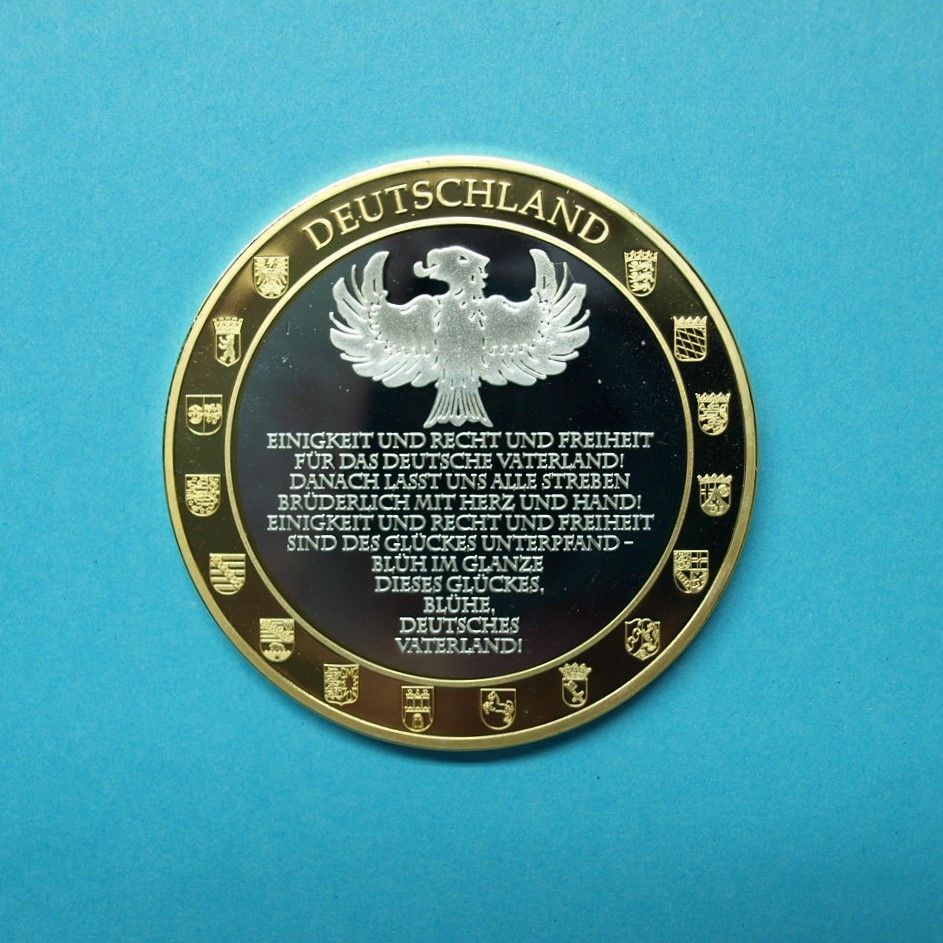 DEUTSCHLAND
EINIGKEIT UND RECHT UND FREIHEIT
FÜR DAS DEUTSCHE VATERLAND!
DANACH LASST UNS ALLE STREBEN
BRÜDERLICH MIT HERZ UND HAND!
EINIGKEIT UND RECHT UND FREIHEIT
SIND DES GLÜCKES UNTERPFAND –
BLÜH IM GLANZE
DIESES GLÜCKES,
BLÜHE,
DEUTSCHES
VATERLAND!